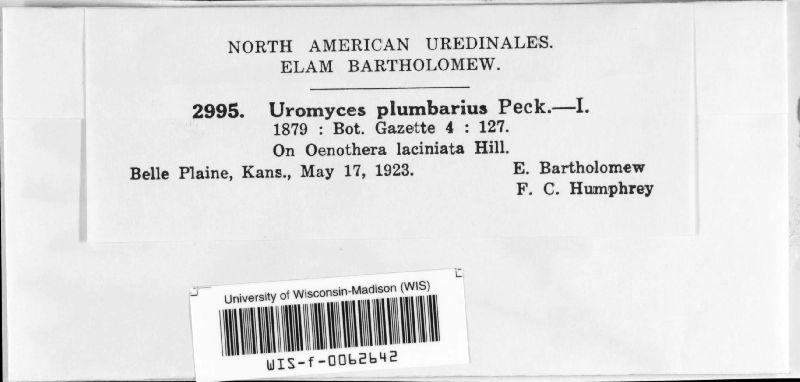 NORTH AMERICAN UREDINALES.
ELAM BARTHOLOMEW.
2995. Uromyces plumbarius Peck.—I.
1879 : Bot. Gazette 4 : 127.
On Oenothera laciniata Hill.
Belle Plaine, Kans., May 17, 1923. E. Bartholomew
F. C. Humphrey
University of Wisconsin-Madison (WIS)
WIS-f-0062642